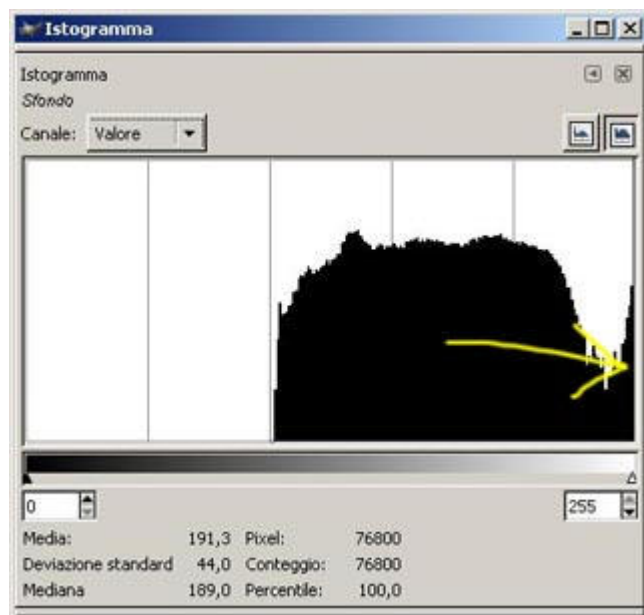 Istogramma
Istogramma
Sfondo
Canale: Valore
0 255
Media: 191,3 Pixel: 76800
Deviazione standard 44,0 Conteggio: 76800
Mediana 189,0 Percentile: 100,0